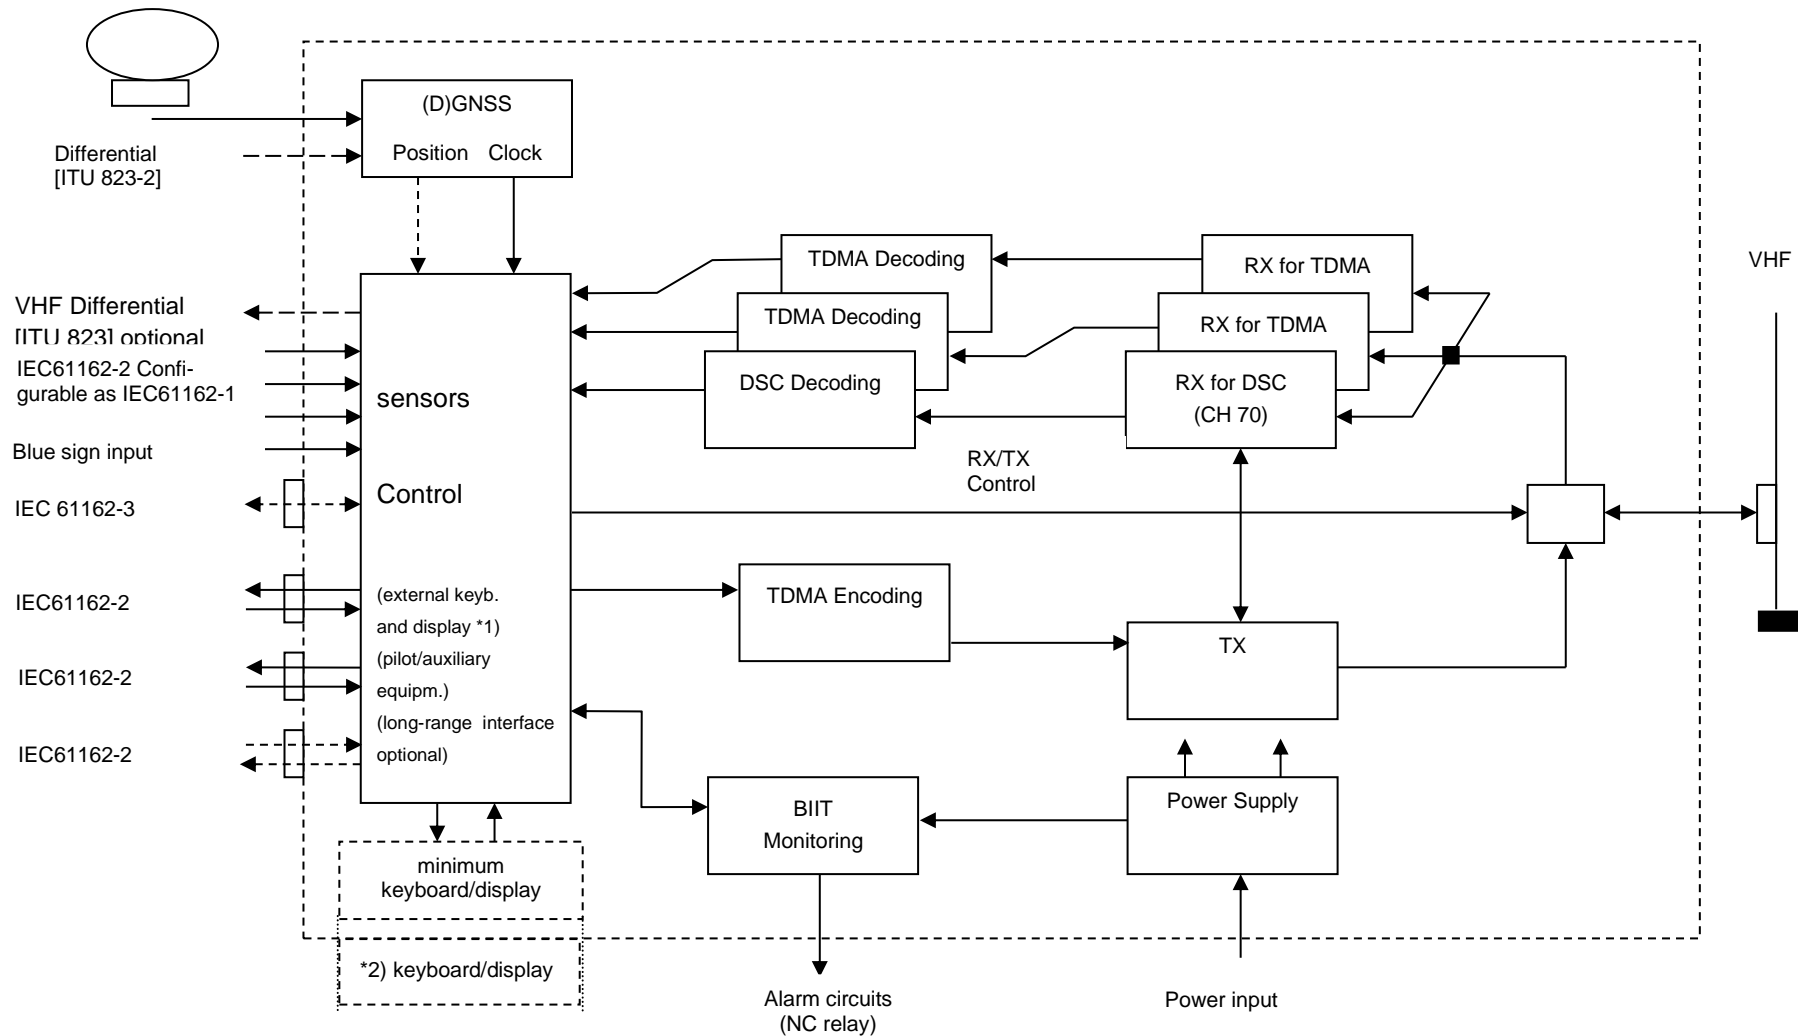 (D)GNSS
Position Clock
Differential
[ITU 823-2]
TDMA Decoding
RX for TDMA
VHF
VHF Differential
[ITU 823] optional
TDMA Decoding
RX for TDMA
IEC61162-2 Confi-
gurable as IEC61162-1
sensors
DSC Decoding
RX for DSC
(CH 70)
Blue sign input
RX/TX
Control
Control
IEC 61162-3
IEC61162-2
(external keyb.
and display *1)
TDMA Encoding
TX
IEC61162-2
(pilot/auxiliary
equipm.)
(long-range interface
optional)
IEC61162-2
BIIT
Monitoring
Power Supply
minimum
keyboard/display
*2) keyboard/display
Alarm circuits
(NC relay)
Power input